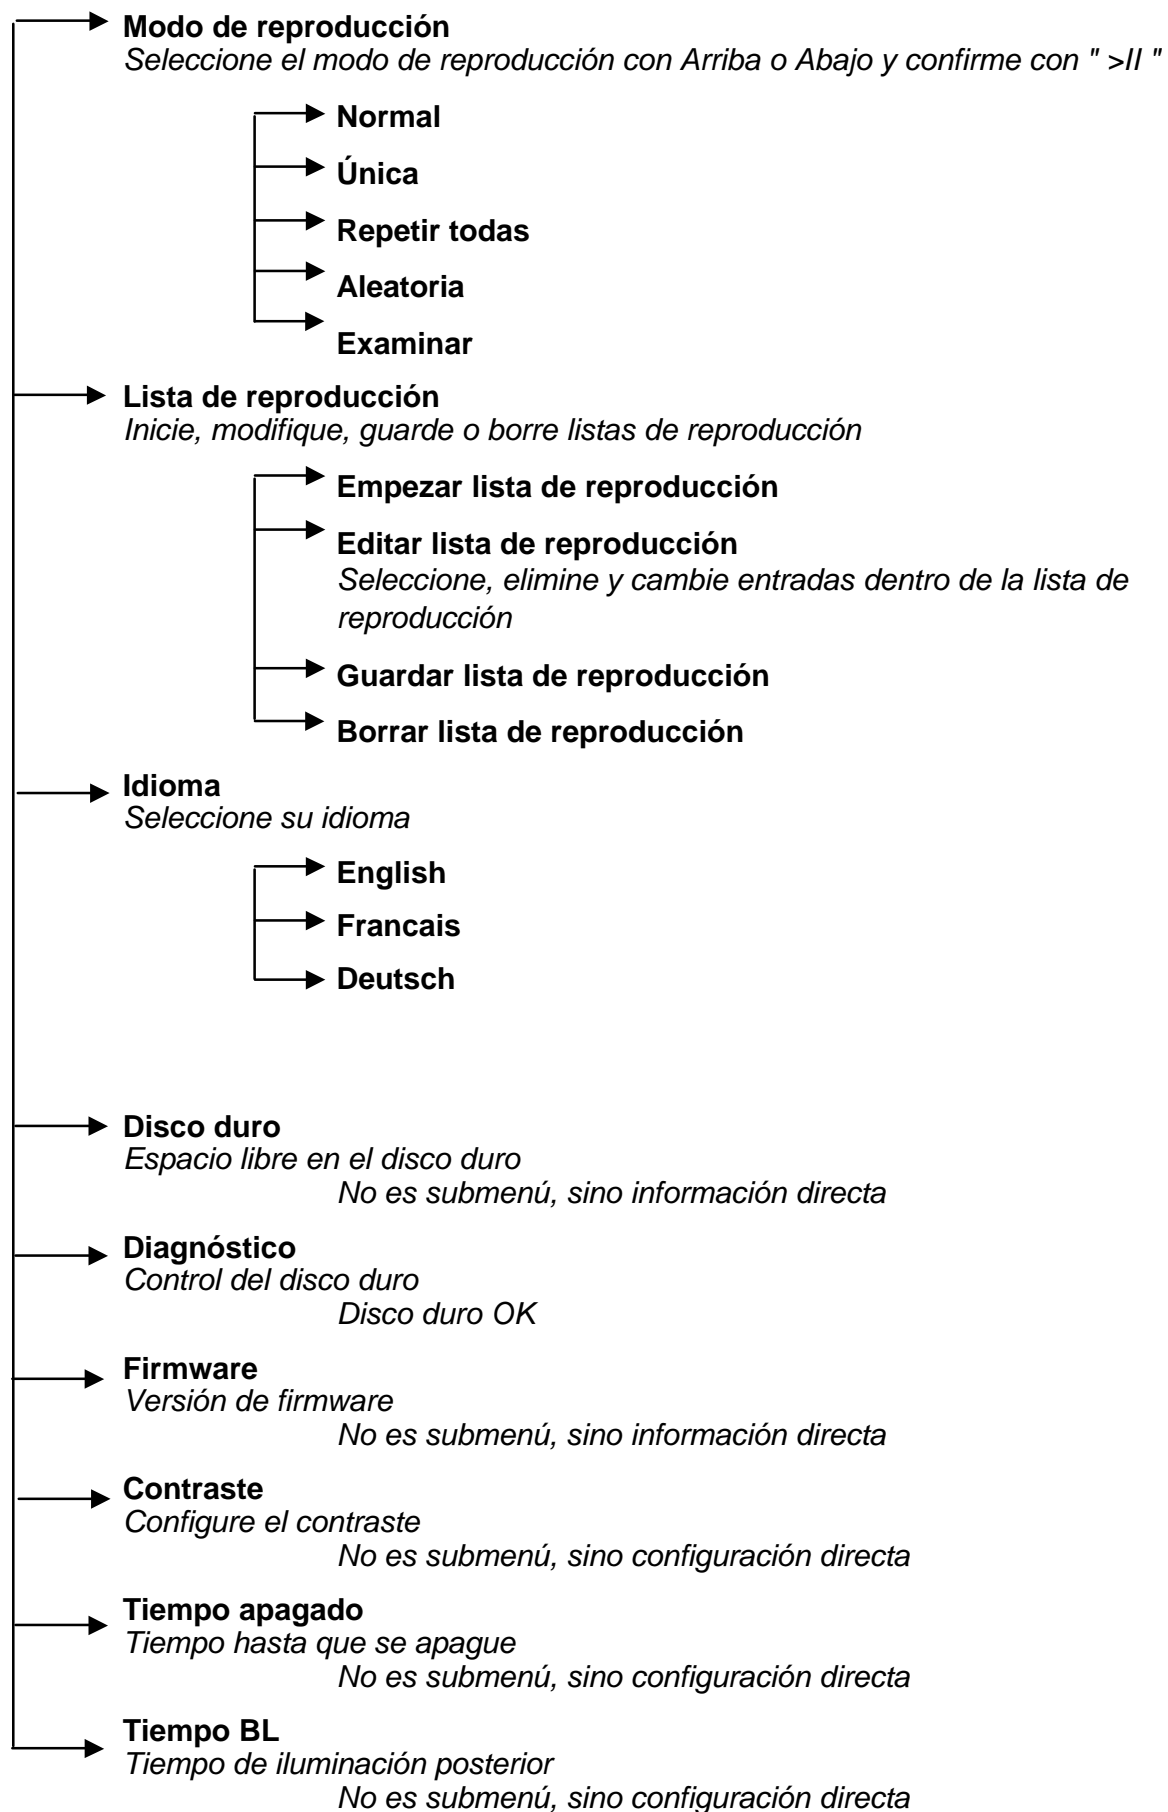 Modo de reproducción
Seleccione el modo de reproducción con Arriba o Abajo y confirme con " >II "
Normal
Única
Repetir todas
Aleatoria
Examinar
Lista de reproducción
Inicie, modifique, guarde o borre listas de reproducción
Empezar lista de reproducción
Editar lista de reproducción
Seleccione, elimine y cambie entradas dentro de la lista de
reproducción
Guardar lista de reproducción
Borrar lista de reproducción
Idioma
Seleccione su idioma
English
Francais
Deutsch
Disco duro
Espacio libre en el disco duro
No es submenú, sino información directa
Diagnóstico
Control del disco duro
Disco duro OK
Firmware
Versión de firmware
No es submenú, sino información directa
Contraste
Configure el contraste
No es submenú, sino configuración directa
Tiempo apagado
Tiempo hasta que se apague
No es submenú, sino configuración directa
Tiempo BL
Tiempo de iluminación posterior
No es submenú, sino configuración directa